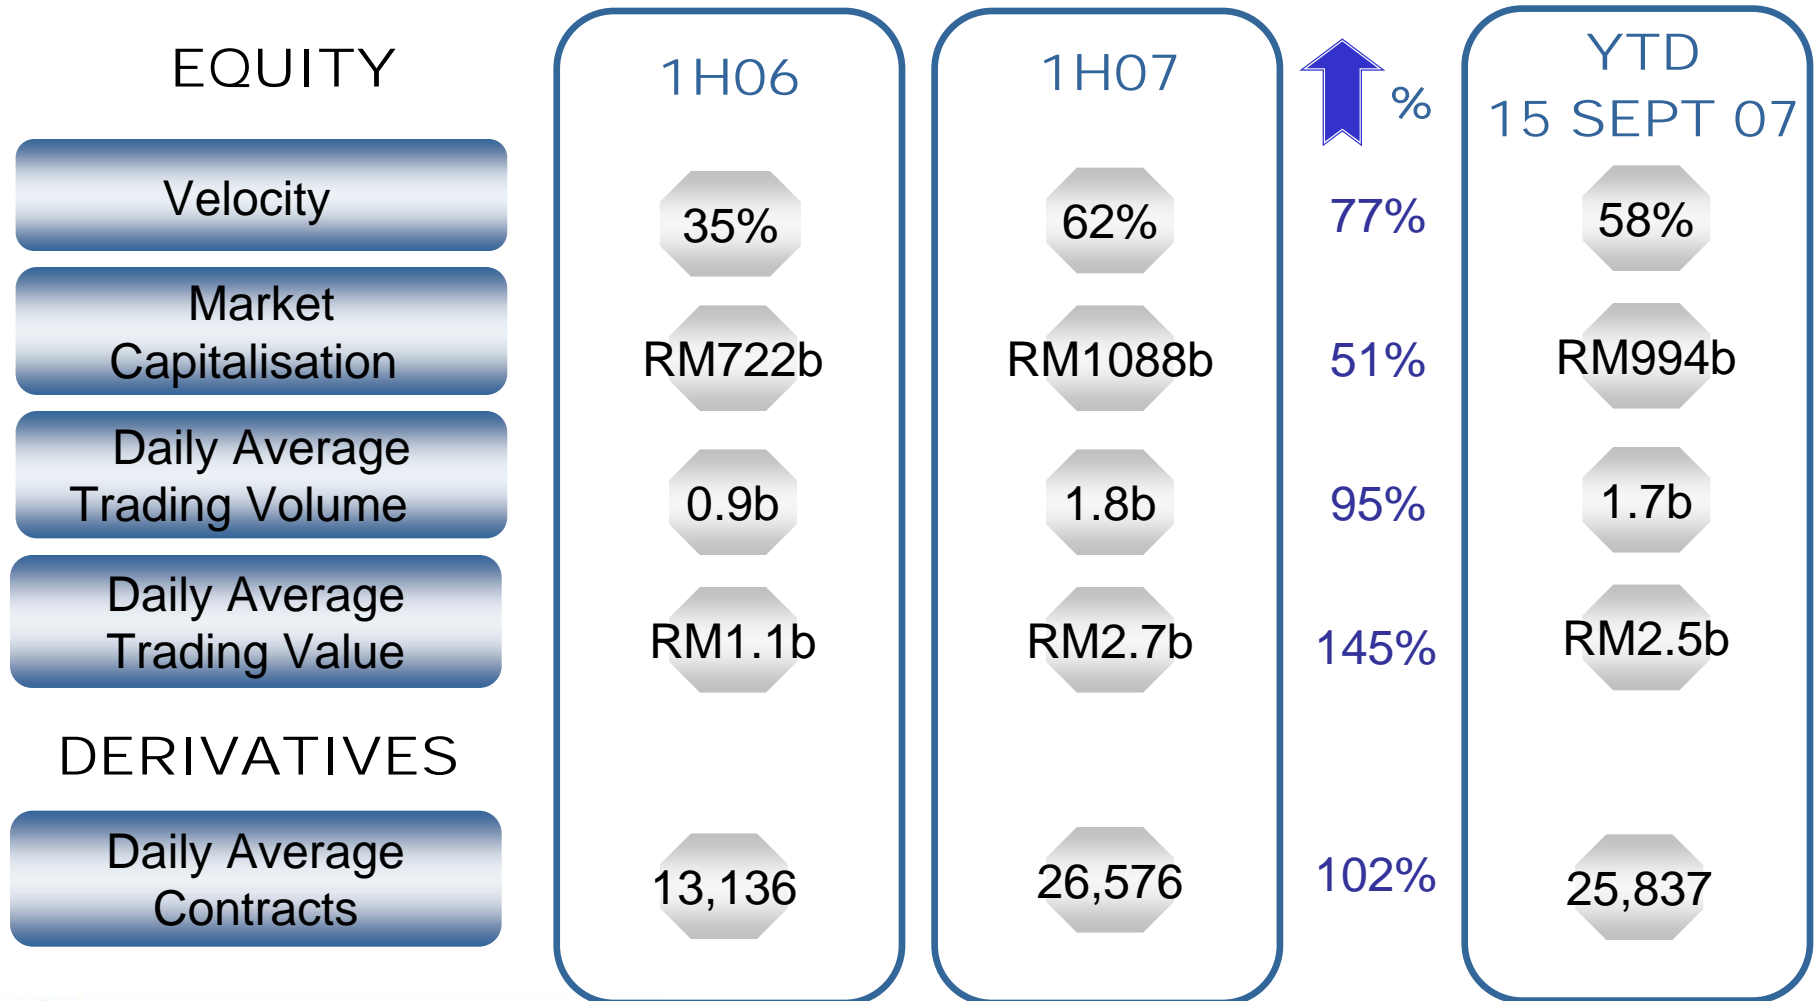 EQUITY 1H06 1H07 % YTD
15 SEPT 07
Velocity 35% 62% 77% 58%
Market
Capitalisation RM722b RM1088b 51% RM994b
Daily Average
Trading Volume 0.9b 1.8b 95% 1.7b
Daily Average
Trading Value RM1.1b RM2.7b 145% RM2.5b
DERIVATIVES
Daily Average
Contracts 13,136 26,576 102% 25,837